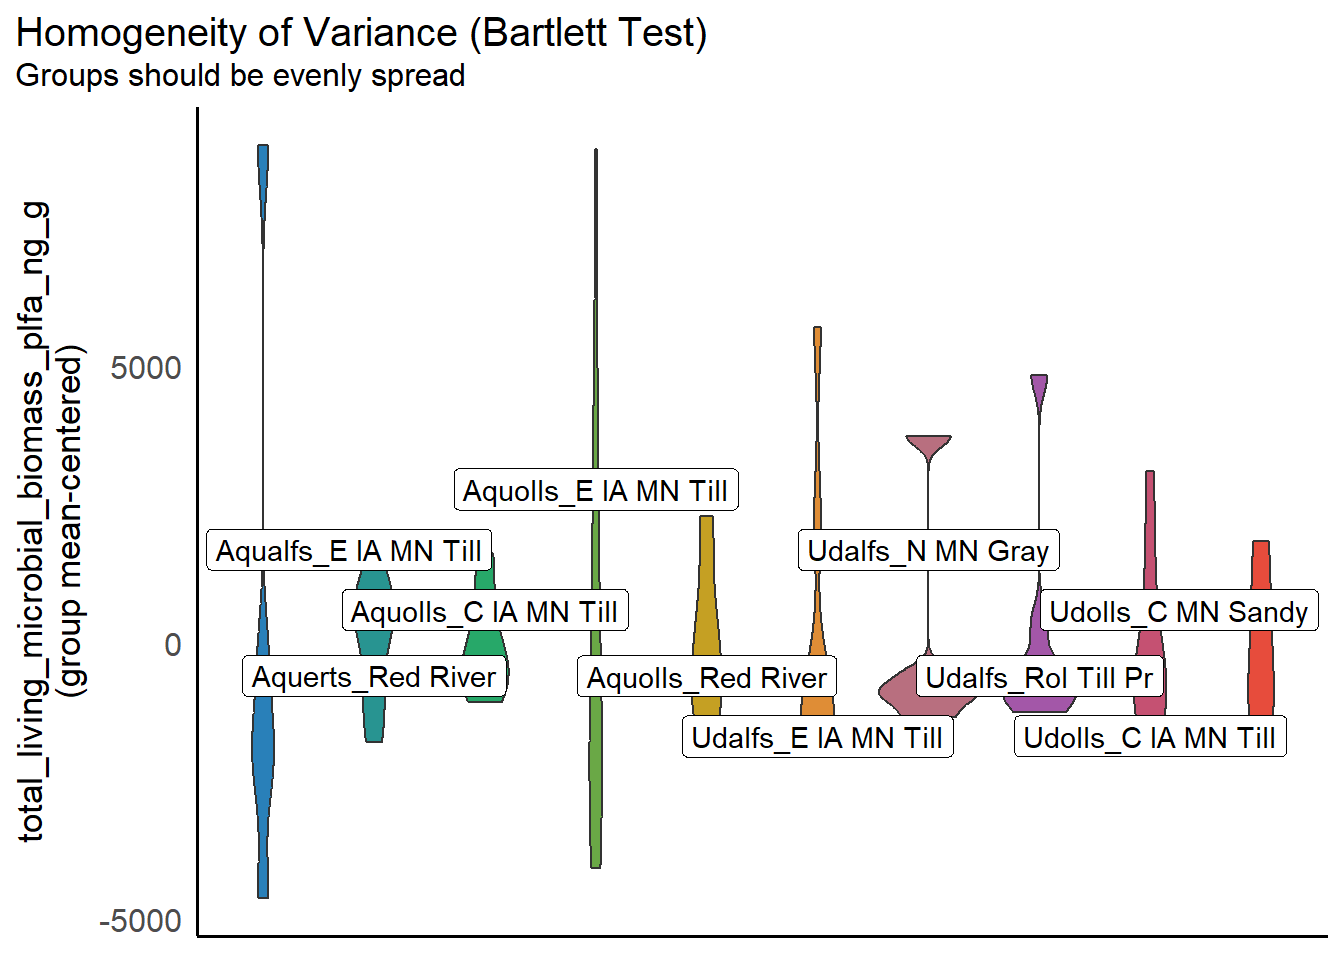 Homogeneity of Variance (Bartlett Test)
Groups should be evenly spread
total_living_microbial_biomass_plfa_ng_g
(group mean-centered)
5000
0
-5000
Aquolls_E IA MN Till
Aqualfs_E IA MN Till
Udalfs_N MN Gray
Aquolls_C IA MN Till
Udolls_C MN Sandy
Aquerts_Red River
Aquolls_Red River
Udalfs_Rol Till Pr
Udalfs_E IA MN Till
Udolls_C IA MN Till